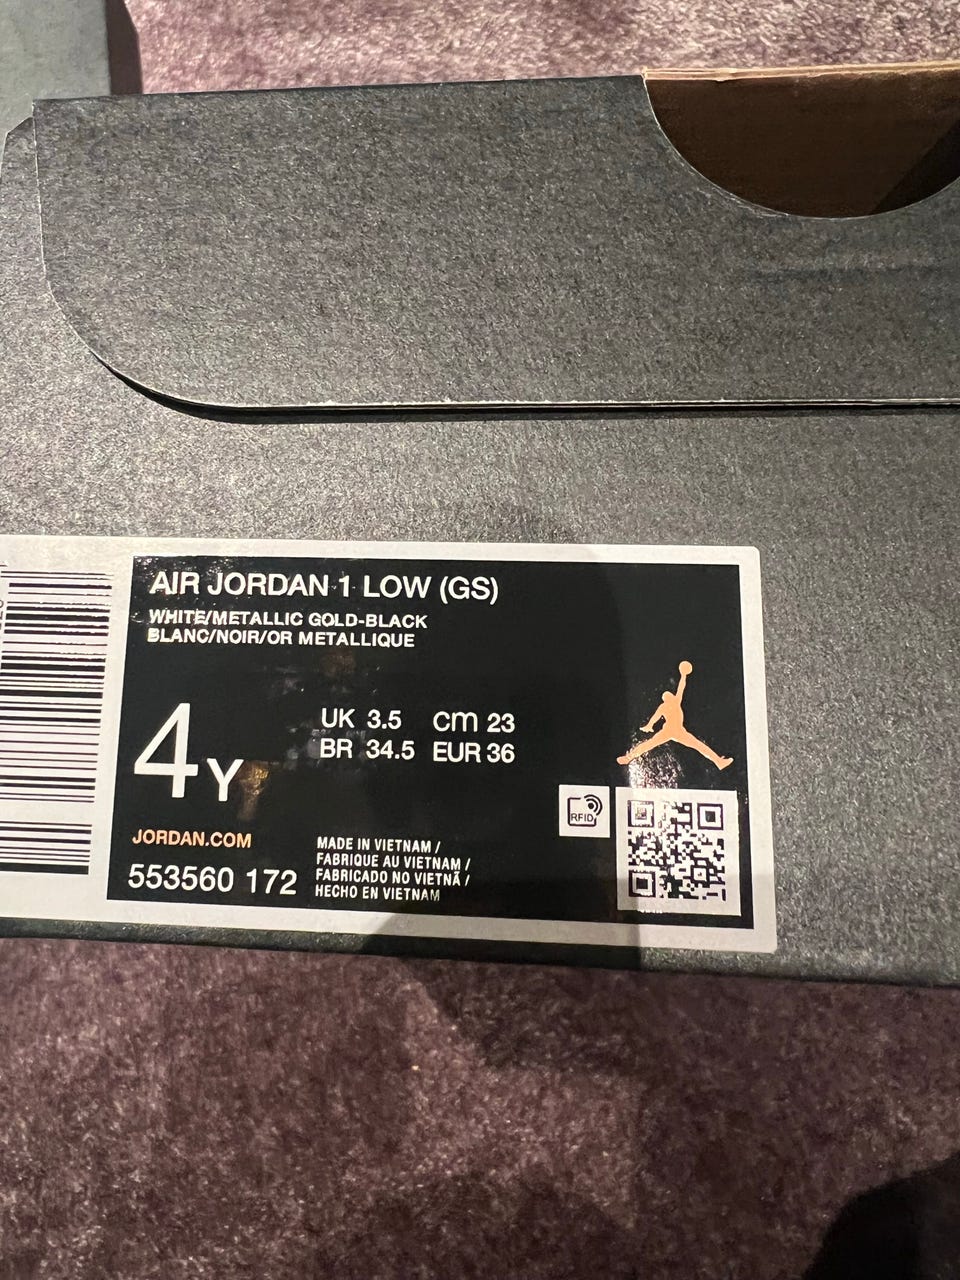 AIR JORDAN 1 LOW (GS)
WHITE/METALLIC GOLD-BLACK
BLANC/NOIR/OR METALLIQUE
4Y
UK 3.5 CM 23
BR 34.5 EUR 36
RFID
JORDAN.COM
553560 172
MADE IN VIETNAM /
FABRIQUE AU VIETNAM /
FABRICADO NO VIETNÃ /
HECHO EN VIETNAM